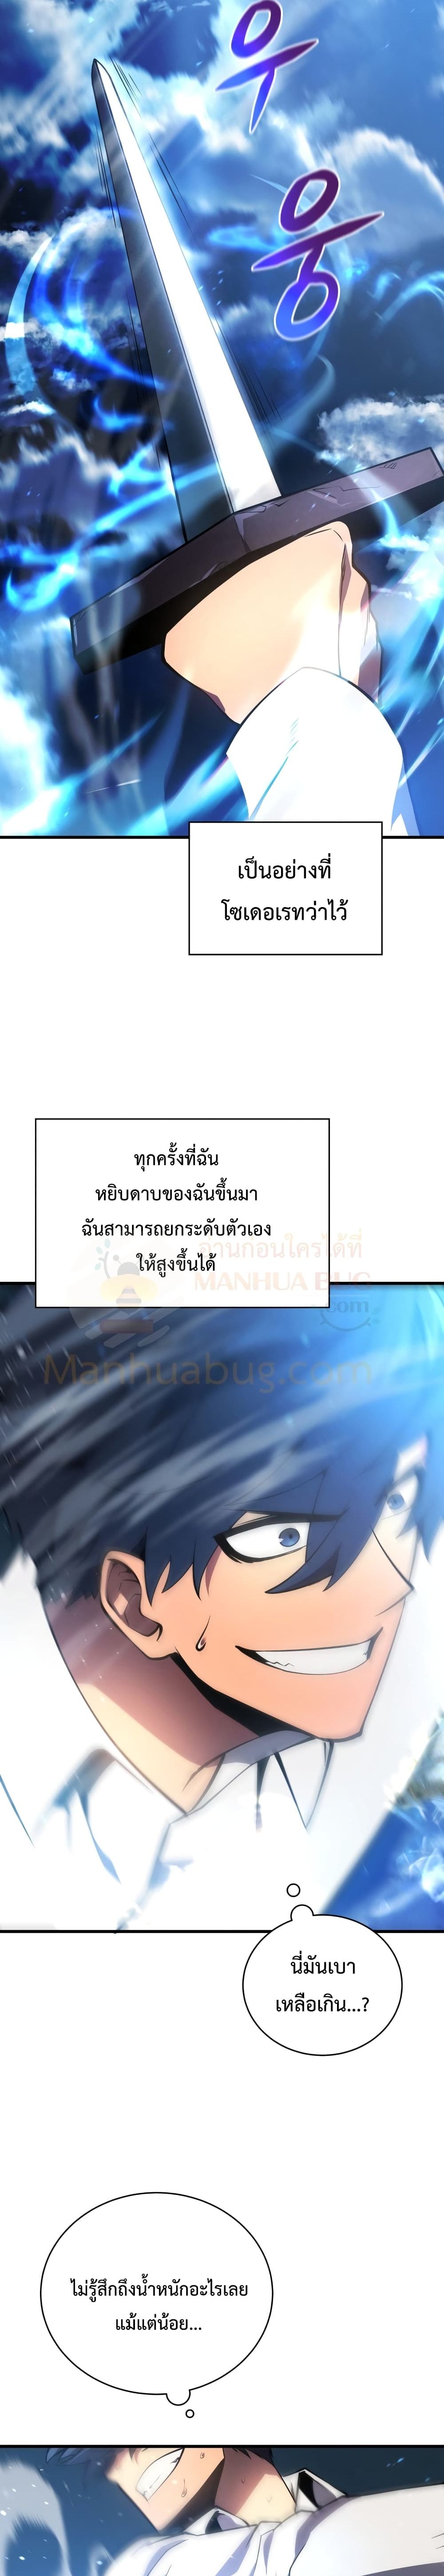 우
웅
เป็นอย่างที่
โซเดอเรทว่าไว้
ทุกครั้งที่ฉัน
หยิบดาบของฉันขึ้นมา
ฉันสามารถยกระดับตัวเอง
ให้สูงขึ้นได้
อ่านก่อนใครได้ที่
MANHUA BUG
.com
Manhuabug.com
นี่มันเบา
เหลือเกิน...?
ไม่รู้สึกถึงน้ำหนักอะไรเลย
แม้แต่น้อย...